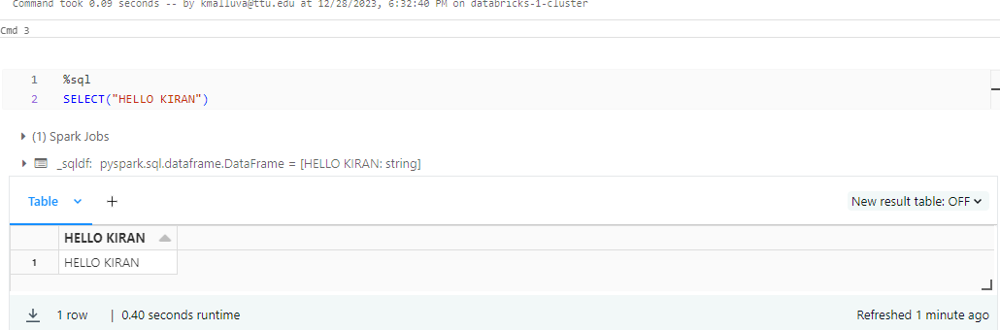 Command took 0.09 seconds -- by kmalluva@ttu.edu at 12/28/2023, 6:32:40 PM on databricks-1-cluster
Cmd 3
1 %sql
2 SELECT("HELLO KIRAN")
(1) Spark Jobs
_sqldf: pyspark.sql.dataframe.DataFrame = [HELLO KIRAN: string]
Table + New result table: OFF
HELLO KIRAN
1 HELLO KIRAN
1 row | 0.40 seconds runtime Refreshed 1 minute ago